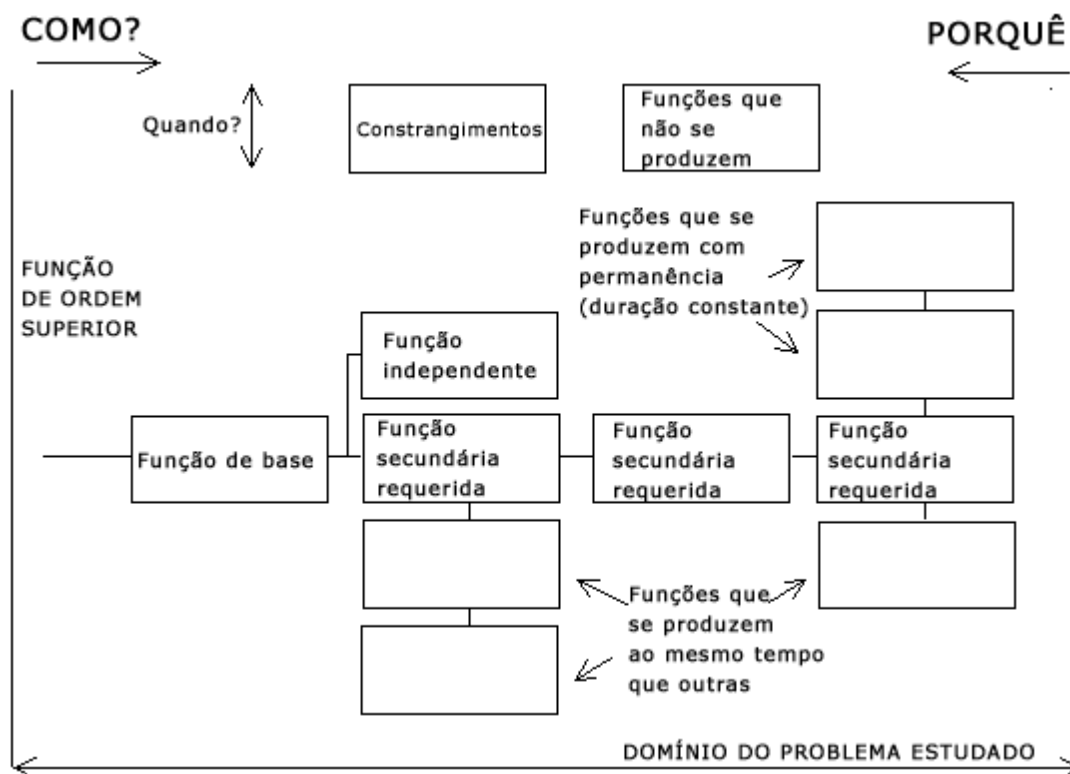 COMO?
PORQUÊ
Quando?
Constrangimentos
Funções que
não se
produzem
Funções que se
produzem com
permanência
(duração constante)
FUNÇÃO
DE ORDEM
SUPERIOR
Função
independente
Função de base
Função
secundária
requerida
Função
secundária
requerida
Função
secundária
requerida
Funções que
se produzem
ao mesmo tempo
que outras
DOMÍNIO DO PROBLEMA ESTUDADO